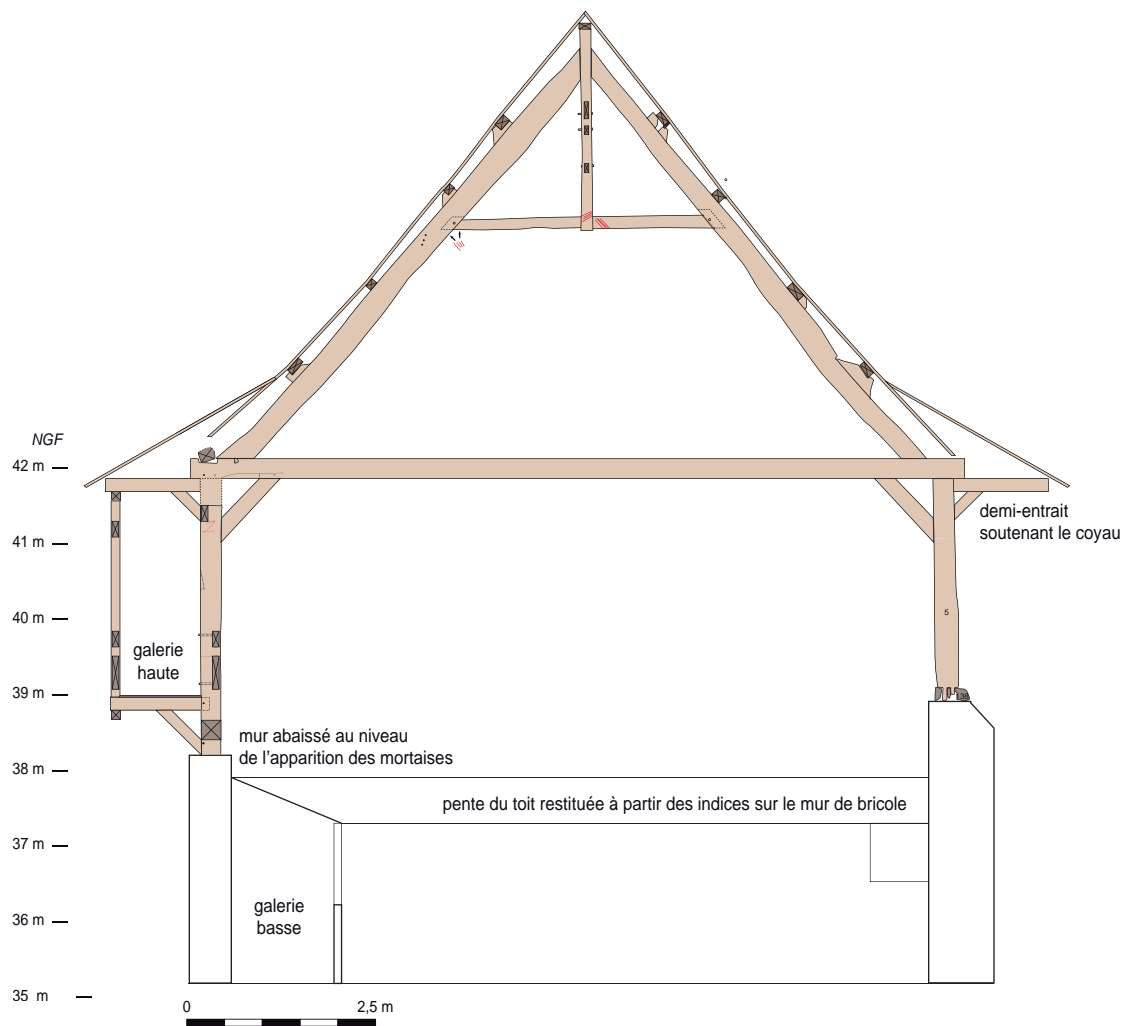 NGF
42 m
demi-entrait
soutenant le coyau
41 m
40 m
5
galerie
haute
39 m
138
mur abaissé au niveau
de l'apparition des mortaises
38 m
pente du toit restituée à partir des indices sur le mur de bricole
37 m
galerie
basse
36 m
35 m
0
2,5 m